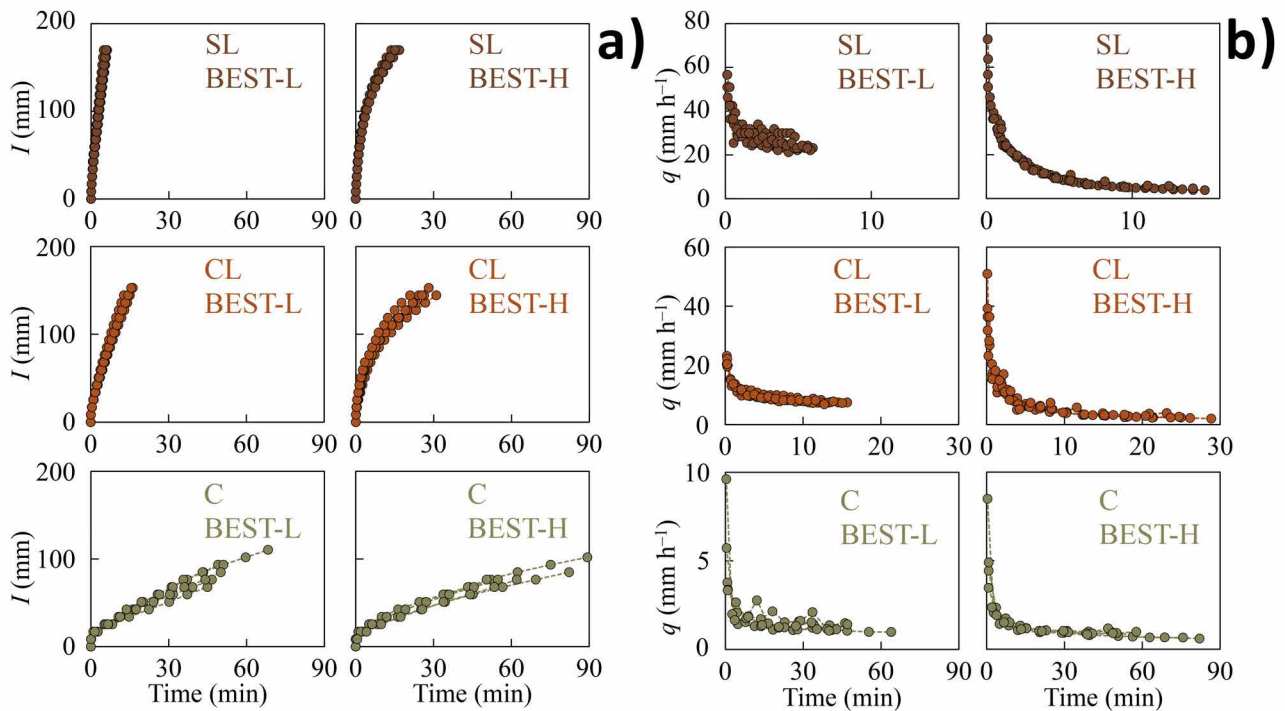 a)
200
100
0
I (mm)
SL
BEST-L
0 30 60 90
SL
BEST-H
0 30 60 90
200
100
0
I (mm)
CL
BEST-L
0 30 60 90
CL
BEST-H
0 30 60 90
200
100
0
I (mm)
C
BEST-L
0 30 60 90
Time (min)
C
BEST-H
0 30 60 90
Time (min)
b)
80
60
40
20
0
q (mm h⁻¹)
SL
BEST-L
0 10
SL
BEST-H
0 10
60
40
20
0
q (mm h⁻¹)
CL
BEST-L
0 10 20 30
CL
BEST-H
0 10 20 30
10
5
0
q (mm h⁻¹)
C
BEST-L
0 30 60 90
Time (min)
C
BEST-H
0 30 60 90
Time (min)